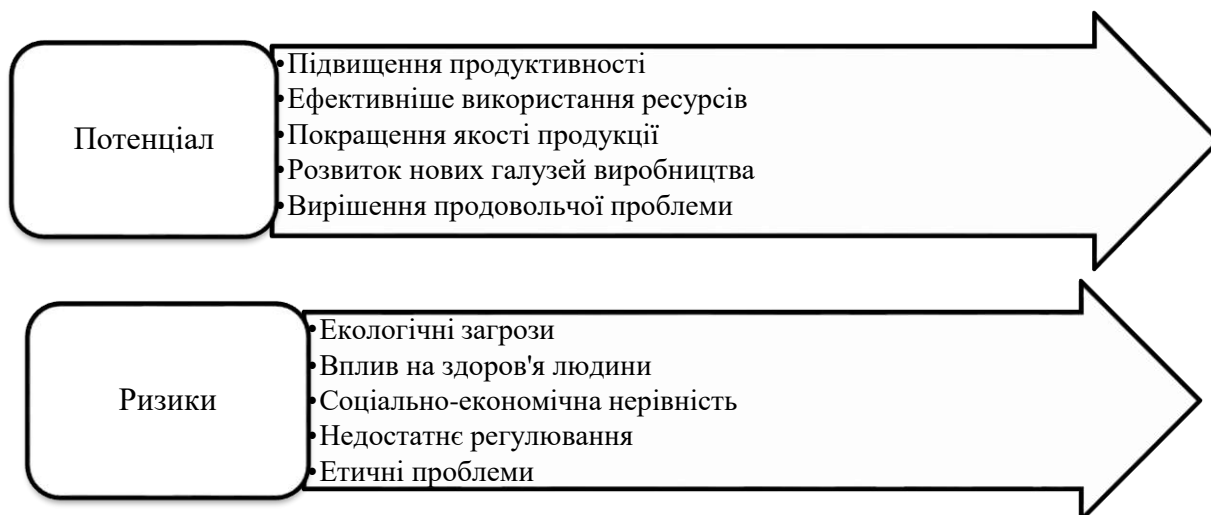 Потенціал
•Підвищення продуктивності
•Ефективніше використання ресурсів
•Покращення якості продукції
•Розвиток нових галузей виробництва
•Вирішення продовольчої проблеми
Ризики
•Екологічні загрози
•Вплив на здоров'я людини
•Соціально-економічна нерівність
•Недостатнє регулювання
•Етичні проблеми